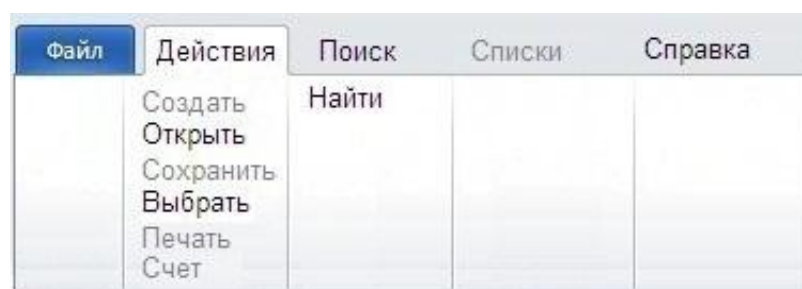 Файл Действия Поиск Списки Справка
Создать Найти
Открыть
Сохранить
Выбрать
Печать
Счет